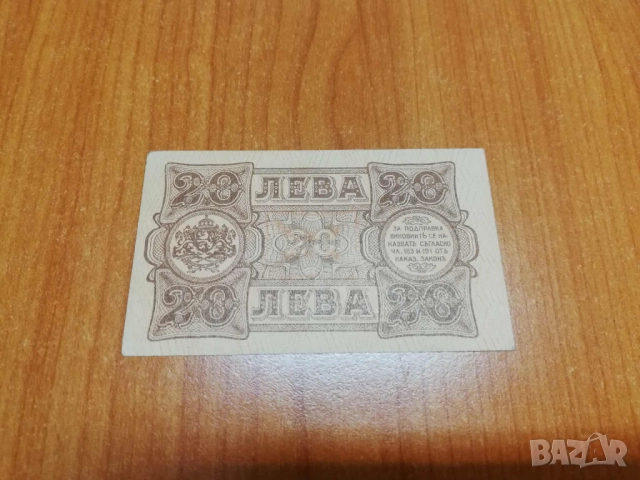 20 ЛЕВА 20
20
ЗА ПОДПРАВКА
ВИНОВНИТѢ СЕ НА-
КАЗВАТЪ СЪГЛАСНО
ЧЛ. 183 И 191 ОТЪ
НАКАЗ. ЗАКОНЪ
20 ЛЕВА 20
BAZAR